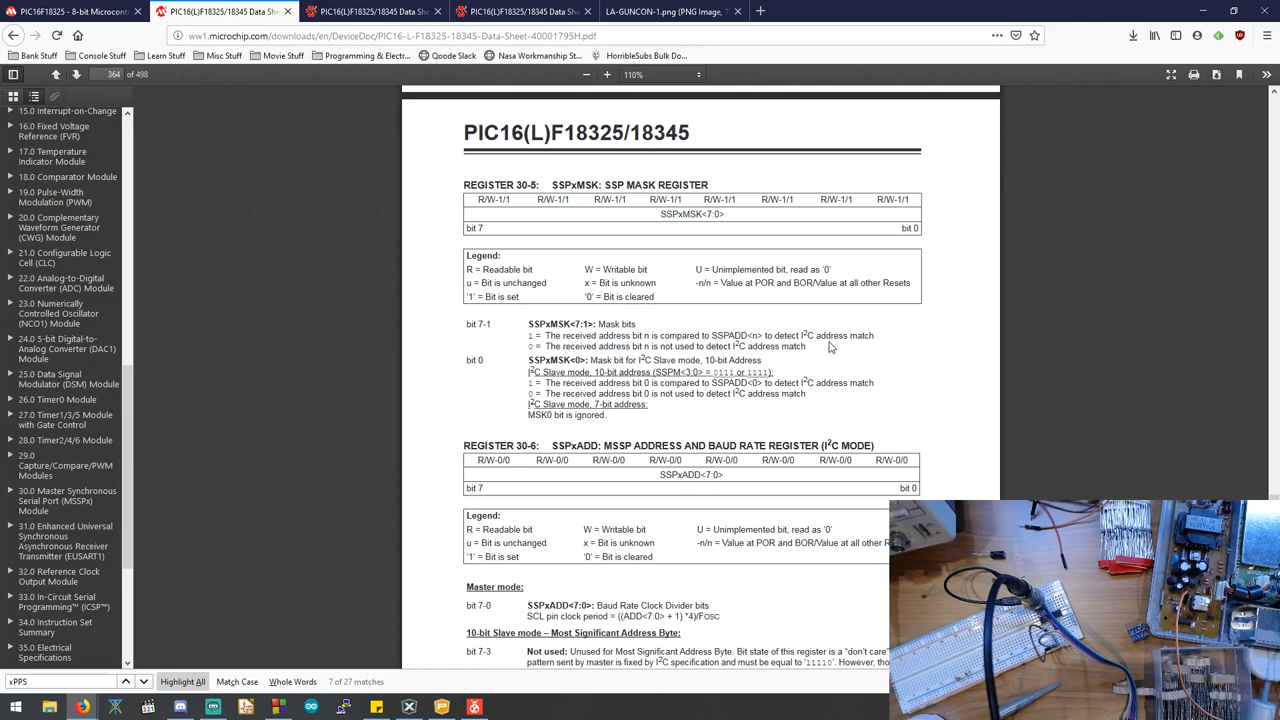 PIC16F18325 - 8-bit Microcont
PIC16(L)F18325/18345 Data She
PIC16(L)F18325/18345 Data She
PIC16(L)F18325/18345 Data She
LA-GUNCON-1.png (PNG Image, 7
ww1.microchip.com/downloads/en/DeviceDoc/PIC16-L-F18325-18345-Data-Sheet-40001795H.pdf
Bank Stuff Console Stuff Learn Stuff Misc Stuff Movie Stuff Programming & Electr... Qoode Slack Nasa Workmanship St... HorribleSubs Bulk Do...
364 of 498
110%
15.0 Interrupt-on-Change
16.0 Fixed Voltage
Reference (FVR)
17.0 Temperature
Indicator Module
18.0 Comparator Module
19.0 Pulse-Width
Modulation (PWM)
20.0 Complementary
Waveform Generator
(CWG) Module
21.0 Configurable Logic
Cell (CLC)
22.0 Analog-to-Digital
Converter (ADC) Module
23.0 Numerically
Controlled Oscillator
(NCO1) Module
24.0 5-bit Digital-to-
Analog Converter (DAC1)
Module
25.0 Data Signal
Modulator (DSM) Module
26.0 Timer0 Module
27.0 Timer1/3/5 Module
with Gate Control
28.0 Timer2/4/6 Module
29.0
Capture/Compare/PWM
Modules
30.0 Master Synchronous
Serial Port (MSSPx)
Module
31.0 Enhanced Universal
Synchronous
Asynchronous Receiver
Transmitter (EUSART1)
32.0 Reference Clock
Output Module
33.0 In-Circuit Serial
Programming™ (ICSP™)
34.0 Instruction Set
Summary
35.0 Electrical
Specifications
PIC16(L)F18325/18345
REGISTER 30-5: SSPxMSK: SSP MASK REGISTER
R/W-1/1 R/W-1/1 R/W-1/1 R/W-1/1 R/W-1/1 R/W-1/1 R/W-1/1 R/W-1/1
SSPxMSK<7:0>
bit 7 bit 0
Legend:
R = Readable bit W = Writable bit U = Unimplemented bit, read as '0'
u = Bit is unchanged x = Bit is unknown -n/n = Value at POR and BOR/Value at all other Resets
'1' = Bit is set '0' = Bit is cleared
bit 7-1 SSPxMSK<7:1>: Mask bits
1 = The received address bit n is compared to SSPADD<n> to detect I2C address match
0 = The received address bit n is not used to detect I2C address match
bit 0 SSPxMSK<0>: Mask bit for I2C Slave mode, 10-bit Address
I2C Slave mode, 10-bit address (SSPM<3:0> = 0111 or 1111):
1 = The received address bit 0 is compared to SSPADD<0> to detect I2C address match
0 = The received address bit 0 is not used to detect I2C address match
I2C Slave mode, 7-bit address:
MSK0 bit is ignored.
REGISTER 30-6: SSPxADD: MSSP ADDRESS AND BAUD RATE REGISTER (I2C MODE)
R/W-0/0 R/W-0/0 R/W-0/0 R/W-0/0 R/W-0/0 R/W-0/0 R/W-0/0 R/W-0/0
SSPxADD<7:0>
bit 7 bit 0
Legend:
R = Readable bit W = Writable bit U = Unimplemented bit, read as '0'
u = Bit is unchanged x = Bit is unknown -n/n = Value at POR and BOR/Value at all other R
'1' = Bit is set '0' = Bit is cleared
Master mode:
bit 7-0 SSPxADD<7:0>: Baud Rate Clock Divider bits
SCL pin clock period = ((ADD<7:0> + 1) *4)/FOSC
10-bit Slave mode – Most Significant Address Byte:
bit 7-3 Not used: Unused for Most Significant Address Byte. Bit state of this register is a "don't care"
pattern sent by master is fixed by I2C specification and must be equal to '11110'. However, tho
xPPS Highlight All Match Case Whole Words 7 of 27 matches